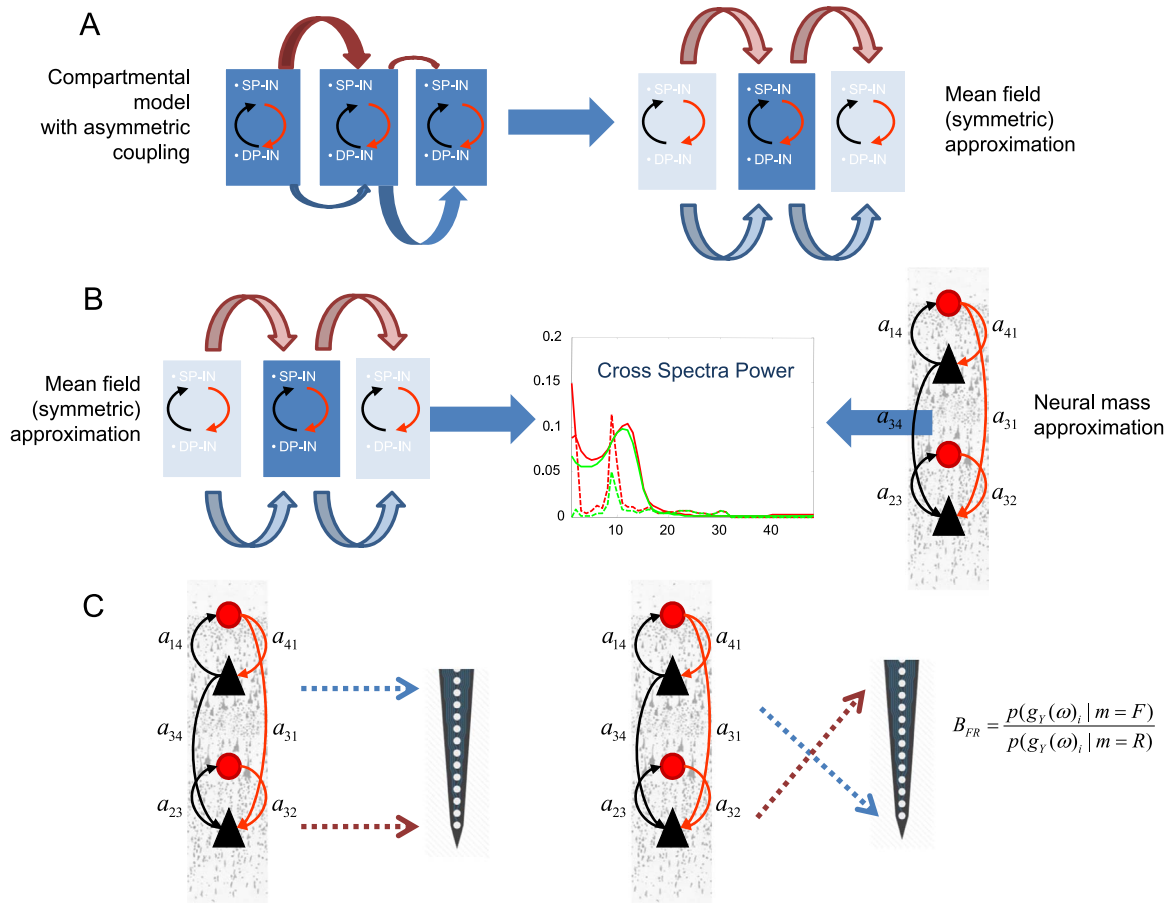 A
Compartmental
model
with asymmetric
coupling
• SP-IN
• DP-IN
• SP-IN
• DP-IN
• SP-IN
• DP-IN
• SP-IN
• DP-IN
• SP-IN
• DP-IN
• SP-IN
• DP-IN
Mean field
(symmetric)
approximation
B
Mean field
(symmetric)
approximation
• SP-IN
• DP-IN
• SP-IN
• DP-IN
• SP-IN
• DP-IN
Cross Spectra Power
0.2
0.15
0.1
0.05
0
10
20
30
40
a14
a41
a34
a31
a23
a32
Neural mass
approximation
C
a14
a41
a34
a31
a23
a32
a14
a41
a34
a31
a23
a32
B_FR = p(g_Y(ω)_i | m = F) / p(g_Y(ω)_i | m = R)